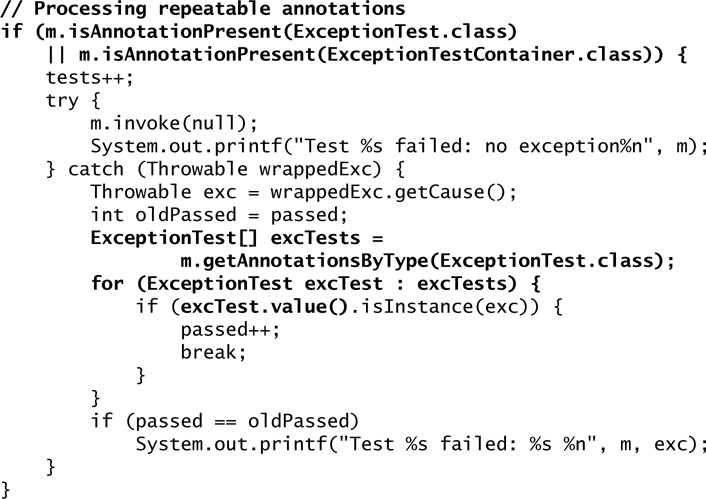 // Processing repeatable annotations
if (m.isAnnotationPresent(ExceptionTest.class)
    || m.isAnnotationPresent(ExceptionTestContainer.class)) {
    tests++;
    try {
        m.invoke(null);
        System.out.printf("Test %s failed: no exception%n", m);
    } catch (Throwable wrappedExc) {
        Throwable exc = wrappedExc.getCause();
        int oldPassed = passed;
        ExceptionTest[] excTests =
                m.getAnnotationsByType(ExceptionTest.class);
        for (ExceptionTest excTest : excTests) {
            if (excTest.value().isInstance(exc)) {
                passed++;
                break;
            }
        }
        if (passed == oldPassed)
            System.out.printf("Test %s failed: %s %n", m, exc);
    }
}